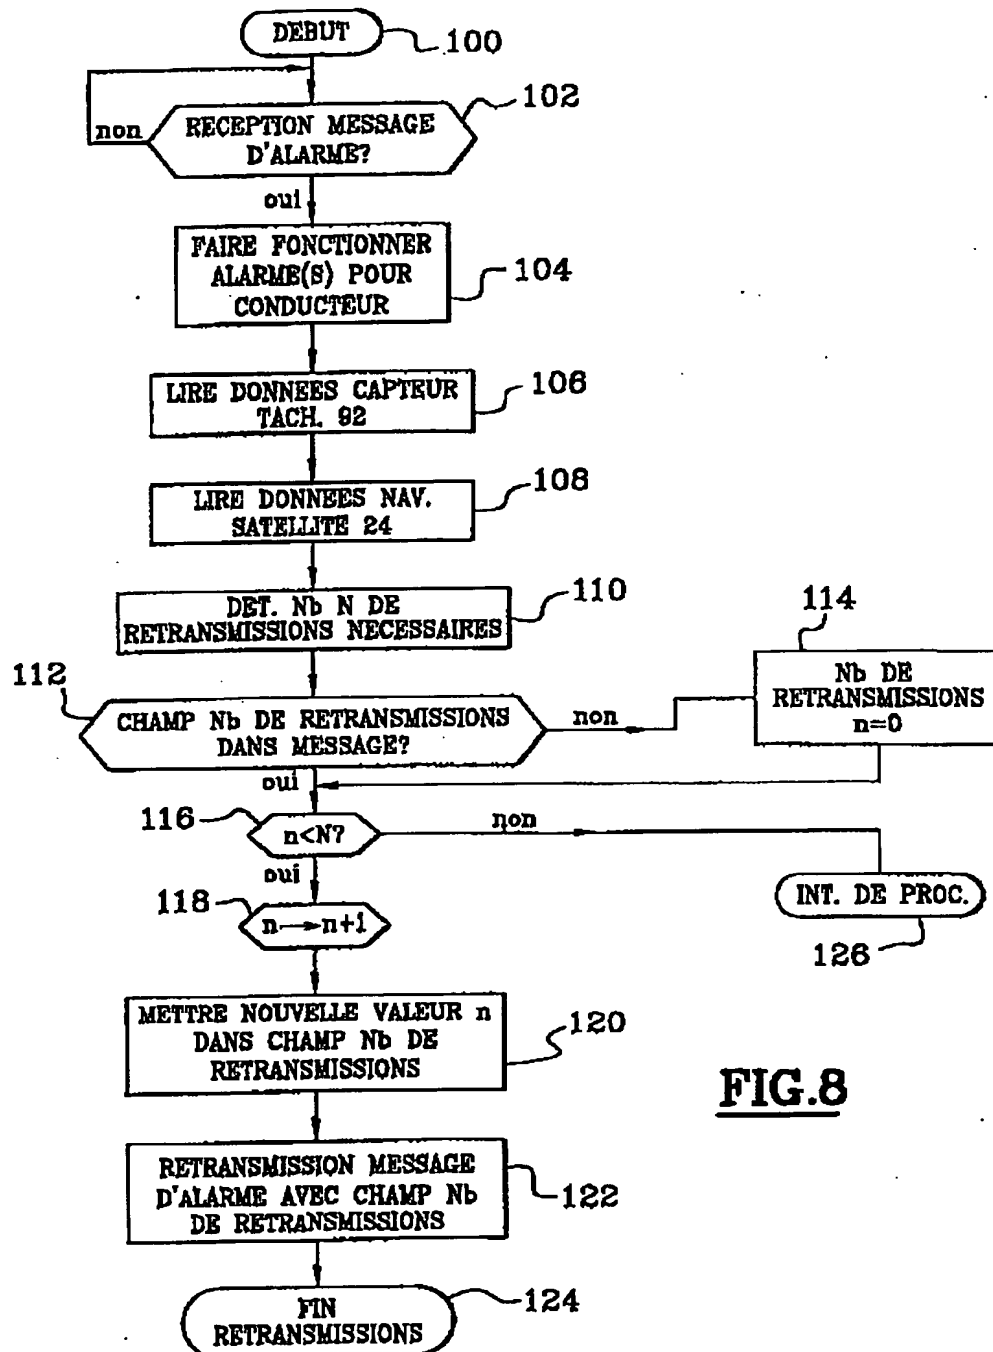 DEBUT
100
102
non
RECEPTION MESSAGE
D'ALARME?
oui
FAIRE FONCTIONNER
ALARME(S) POUR
CONDUCTEUR
104
LIRE DONNEES CAPTEUR
TACH. 92
106
LIRE DONNEES NAV.
SATELLITE 24
108
DET. Nb N DE
RETRANSMISSIONS NECESSAIRES
110
114
Nb DE
RETRANSMISSIONS
n=0
112
CHAMP Nb DE RETRANSMISSIONS
DANS MESSAGE?
non
oui
116
n<N?
non
oui
INT. DE PROC.
126
118
n→n+1
METTRE NOUVELLE VALEUR n
DANS CHAMP Nb DE
RETRANSMISSIONS
120
FIG.8
RETRANSMISSION MESSAGE
D'ALARME AVEC CHAMP Nb
DE RETRANSMISSIONS
122
FIN
RETRANSMISSIONS
124